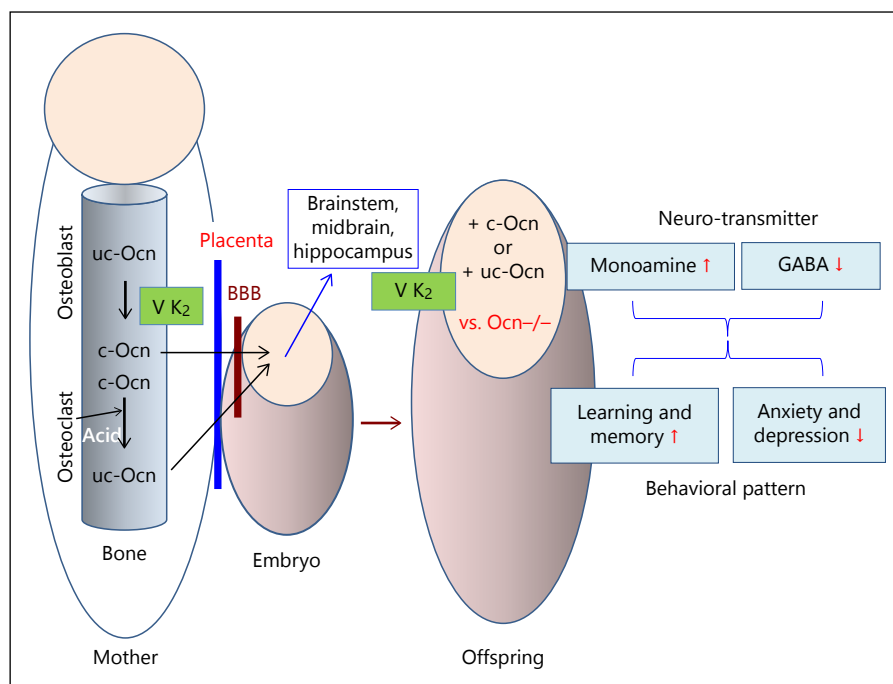 Osteoblast
uc-Ocn
V K₂
c-Ocn
c-Ocn
Osteoclast
Acid
uc-Ocn
Bone
Mother
Placenta
BBB
Brainstem,
midbrain,
hippocampus
Embryo
V K₂
+ c-Ocn
or
+ uc-Ocn
vs. Ocn–/–
Offspring
Neuro-transmitter
Monoamine ↑
GABA ↓
Learning and
memory ↑
Anxiety and
depression ↓
Behavioral pattern